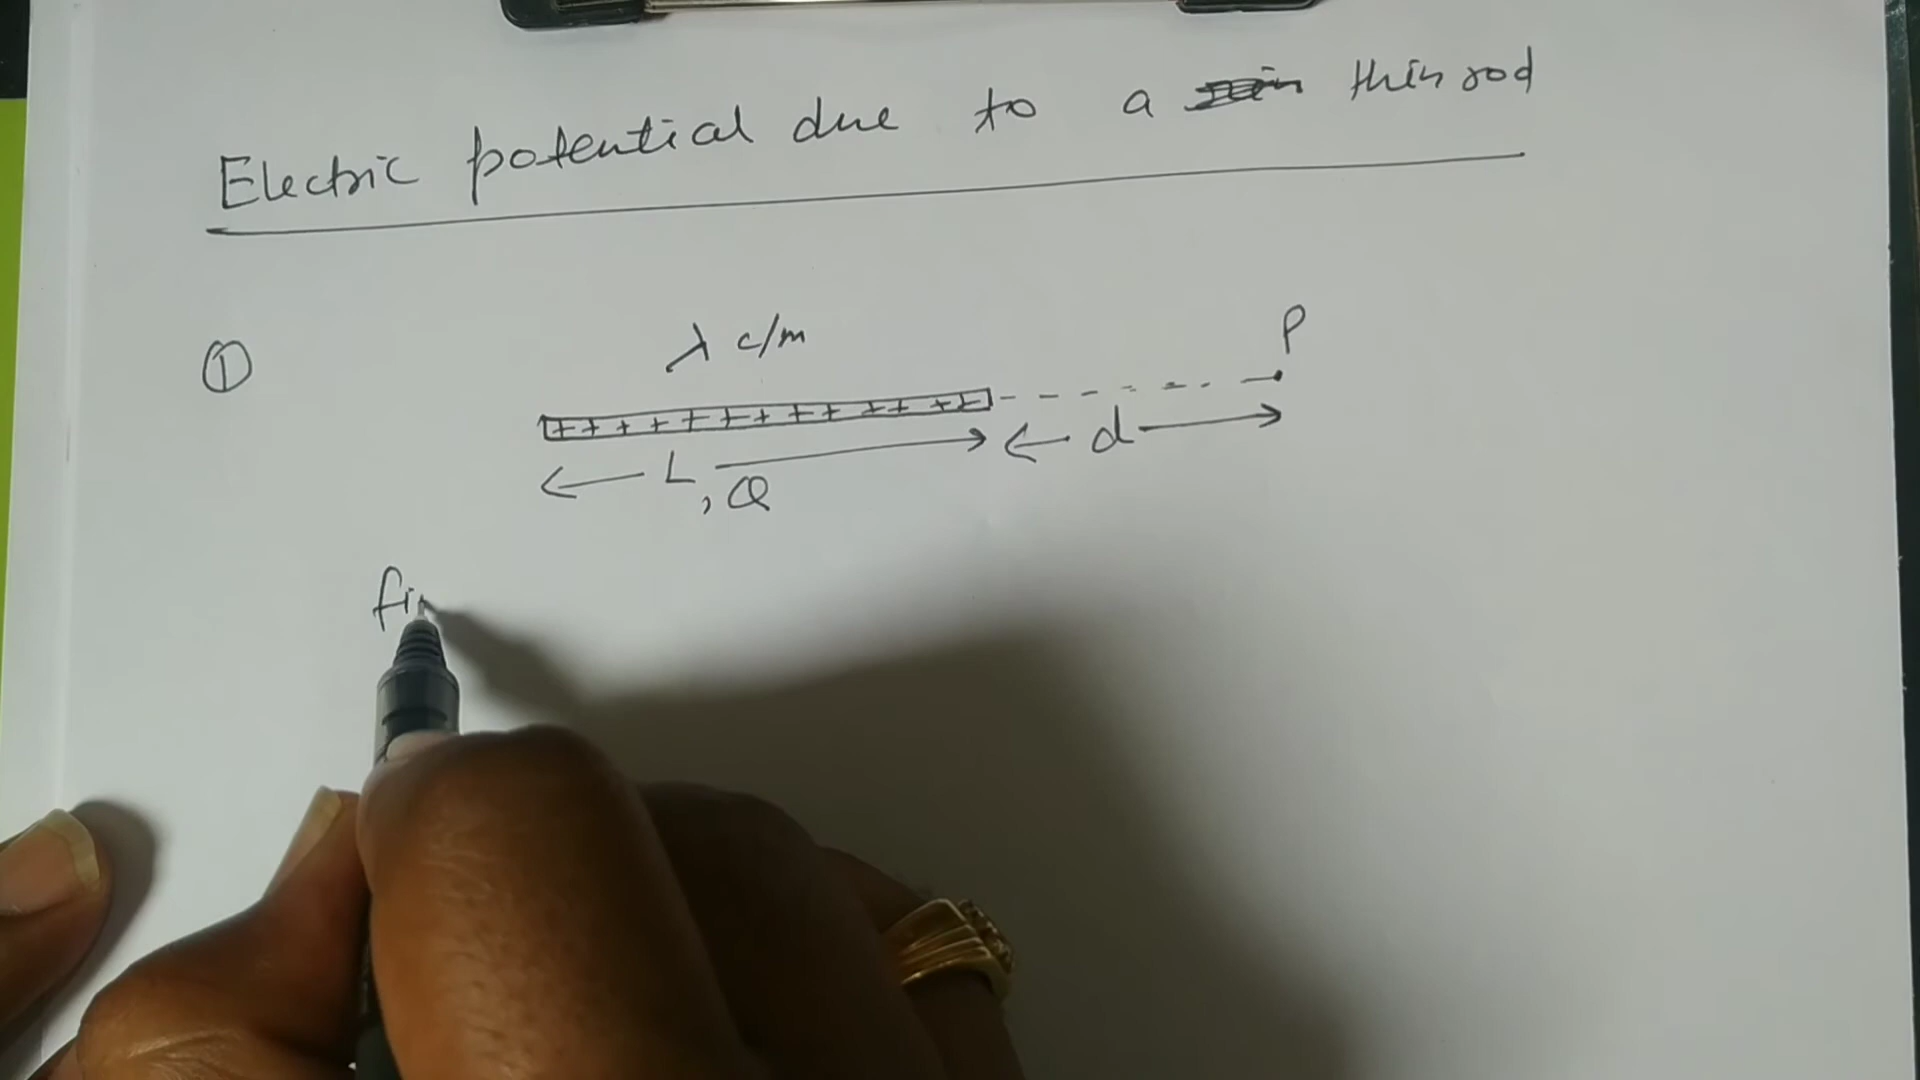 Electric potential due to a thin rod
①
λ c/m
P
+ + + + + + + + + + + + +
L, Q
d
fi